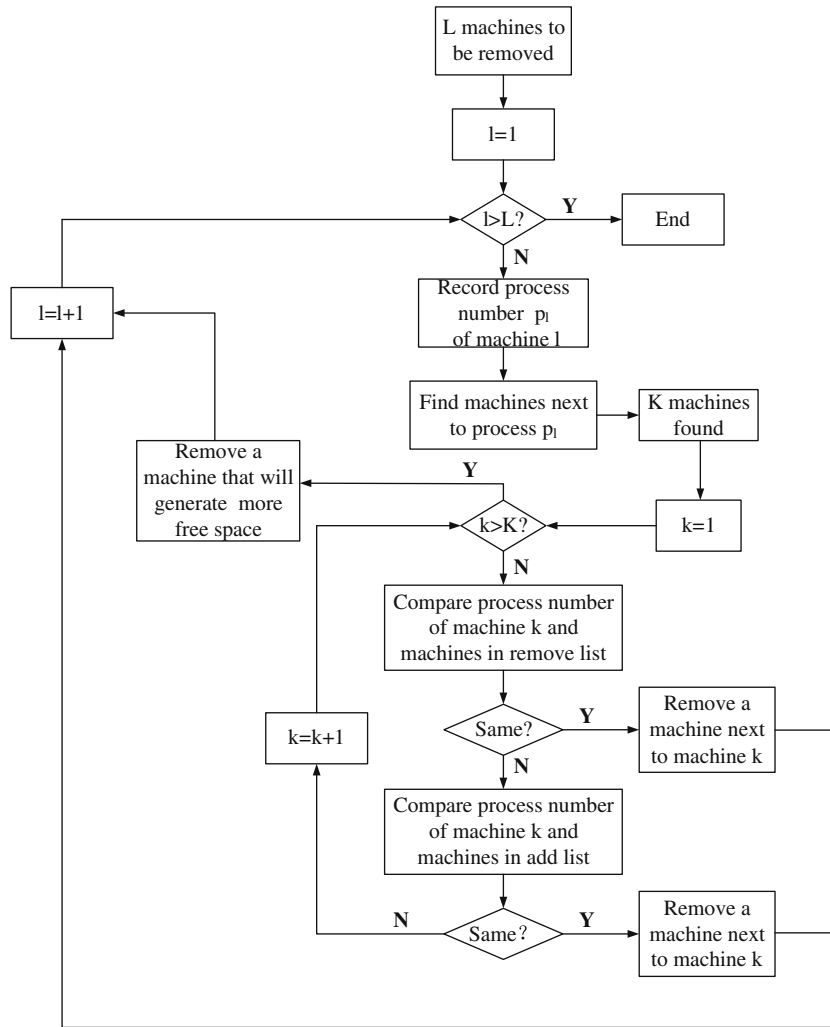 L machines to
be removed
l=1
l>L?
Y
End
N
Record process
number pₗ
of machine l
l=l+1
Find machines next
to process pₗ
K machines
found
Remove a
machine that will
generate more
free space
Y
k>K?
k=1
N
Compare process number
of machine k and
machines in remove list
k=k+1
Same?
Y
Remove a
machine next
to machine k
N
Compare process number
of machine k and
machines in add list
N
Same?
Y
Remove a
machine next
to machine k